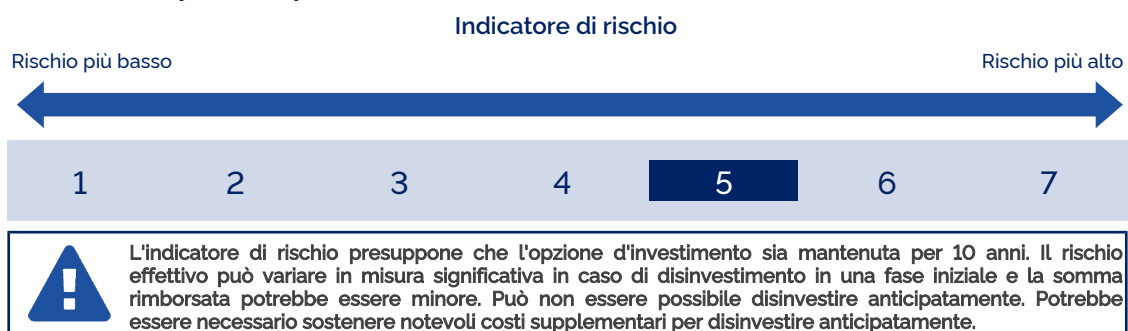 Indicatore di rischio
Rischio più basso
Rischio più alto
1 2 3 4 5 6 7
L'indicatore di rischio presuppone che l'opzione d'investimento sia mantenuta per 10 anni. Il rischio
effettivo può variare in misura significativa in caso di disinvestimento in una fase iniziale e la somma
rimborsata potrebbe essere minore. Può non essere possibile disinvestire anticipatamente. Potrebbe
essere necessario sostenere notevoli costi supplementari per disinvestire anticipatamente.